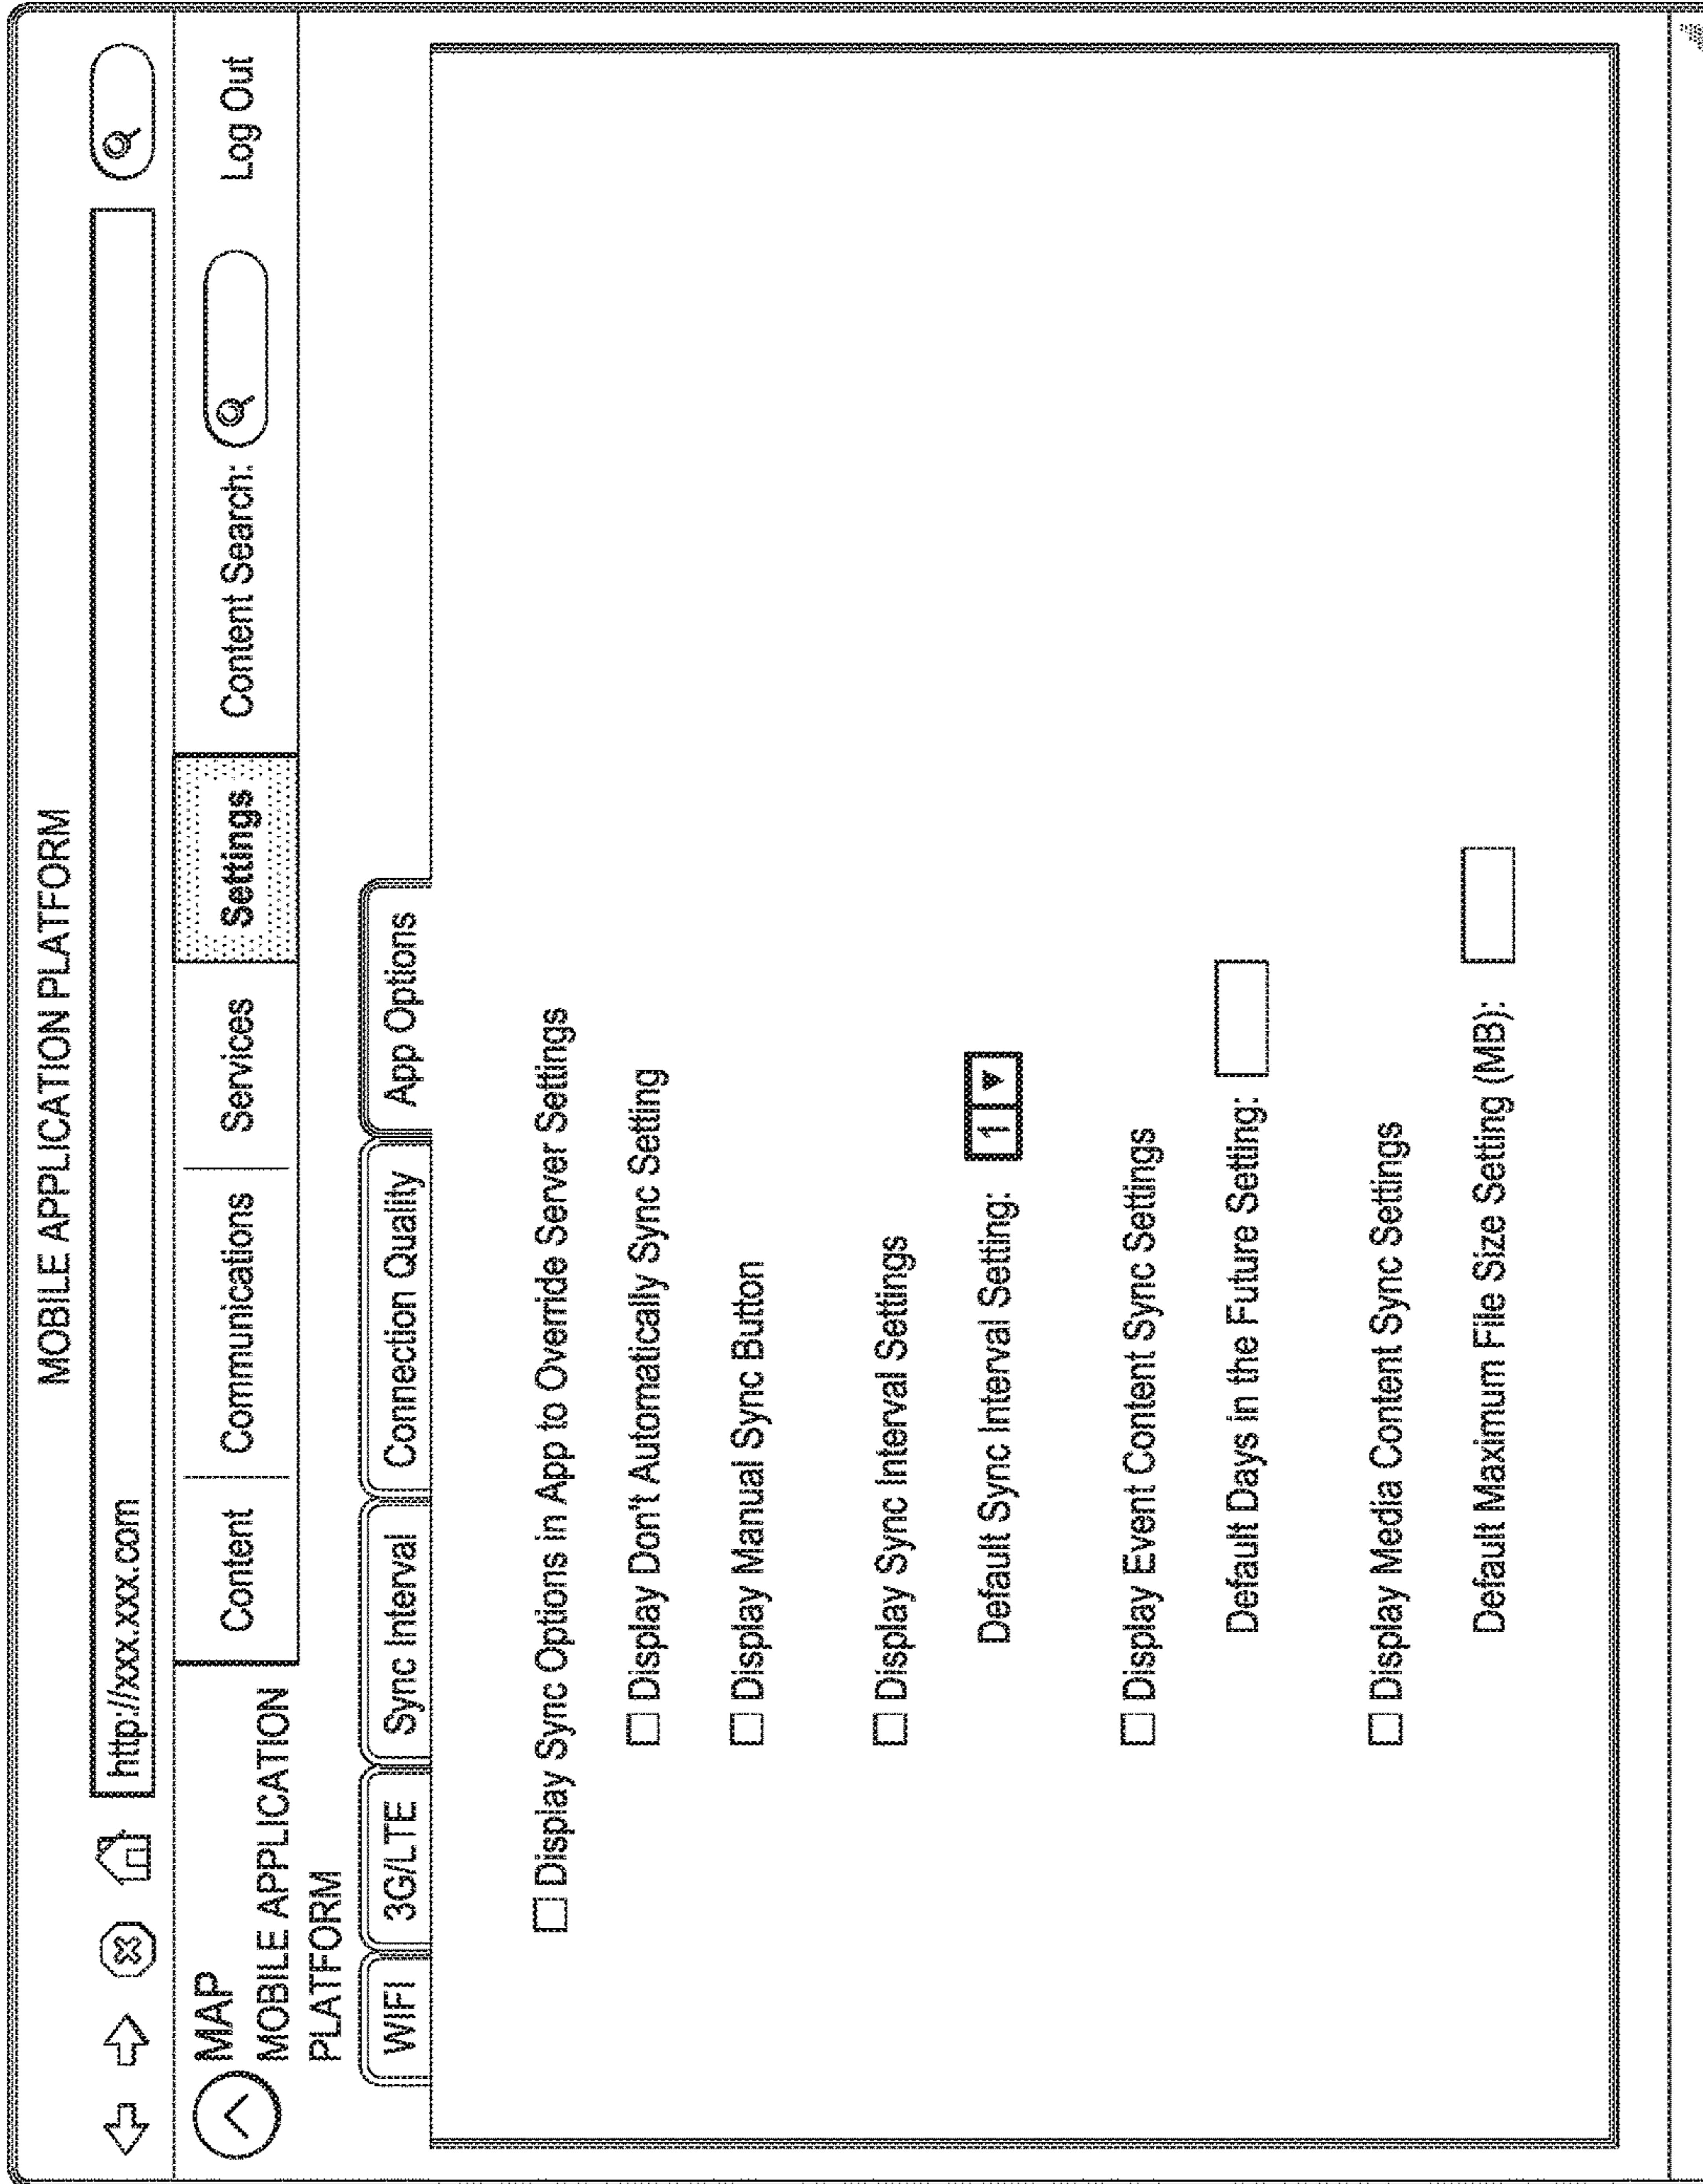 MOBILE APPLICATION PLATFORM
http://xxx.xxx.com
MAP
MOBILE APPLICATION
PLATFORM
Content
Communications
Services
Settings
Content Search:
Log Out
WIFI
3G/LTE
Sync Interval
Connection Quality
App Options
Display Sync Options in App to Override Server Settings
Display Don't Automatically Sync Setting
Display Manual Sync Button
Display Sync Interval Settings
Default Sync Interval Setting: 1
Display Event Content Sync Settings
Default Days in the Future Setting:
Display Media Content Sync Settings
Default Maximum File Size Setting (MB):